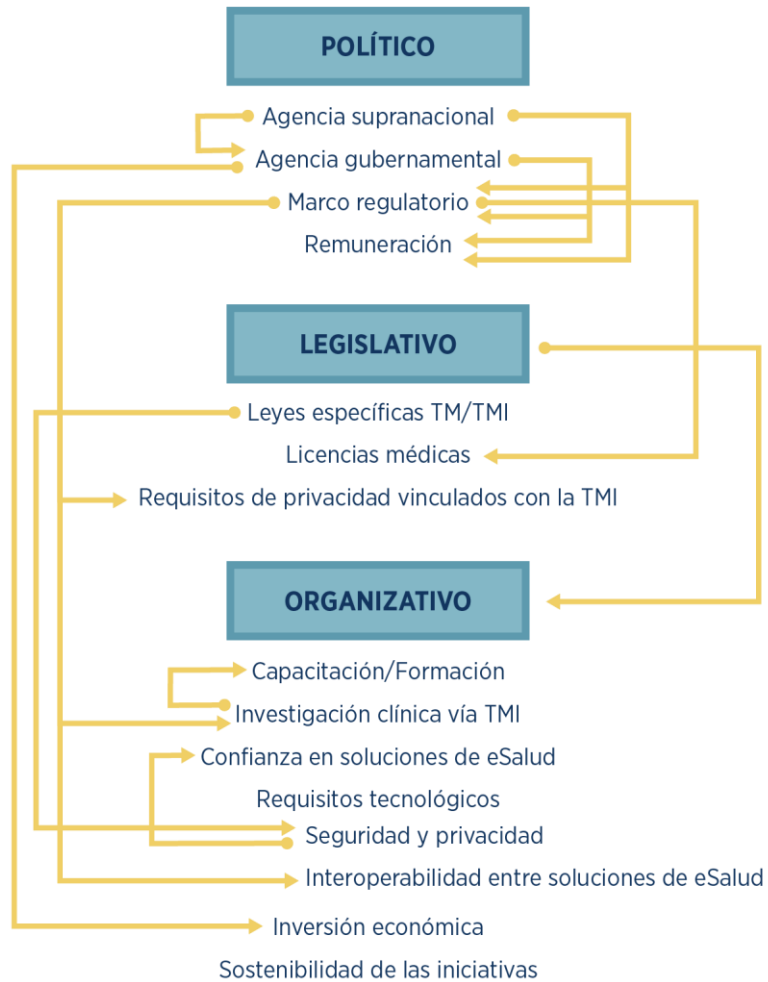 POLÍTICO
Agencia supranacional
Agencia gubernamental
Marco regulatorio
Remuneración
LEGISLATIVO
Leyes específicas TM/TMI
Licencias médicas
Requisitos de privacidad vinculados con la TMI
ORGANIZATIVO
Capacitación/Formación
Investigación clínica vía TMI
Confianza en soluciones de eSalud
Requisitos tecnológicos
Seguridad y privacidad
Interoperabilidad entre soluciones de eSalud
Inversión económica
Sostenibilidad de las iniciativas